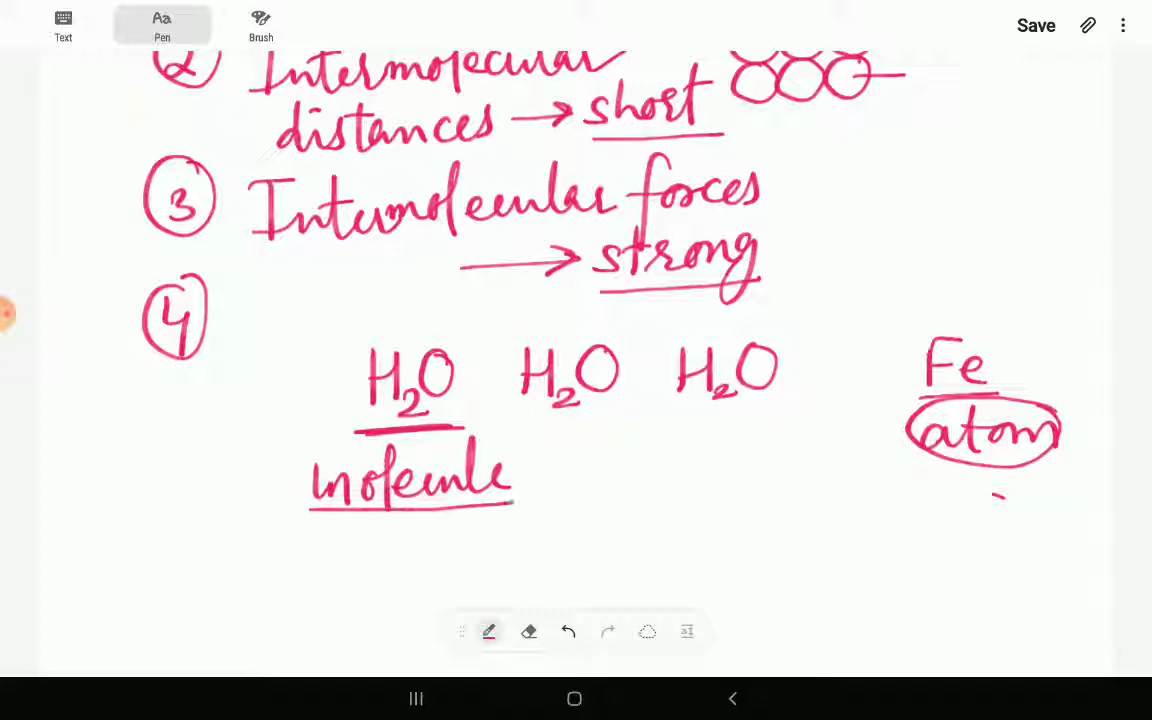 Text
Aa
Pen
Brush
Save
2 Intermolecular
distances → short
3 Intermolecular forces
→ strong
4
H2O H2O H2O
Fe
atom
molecule